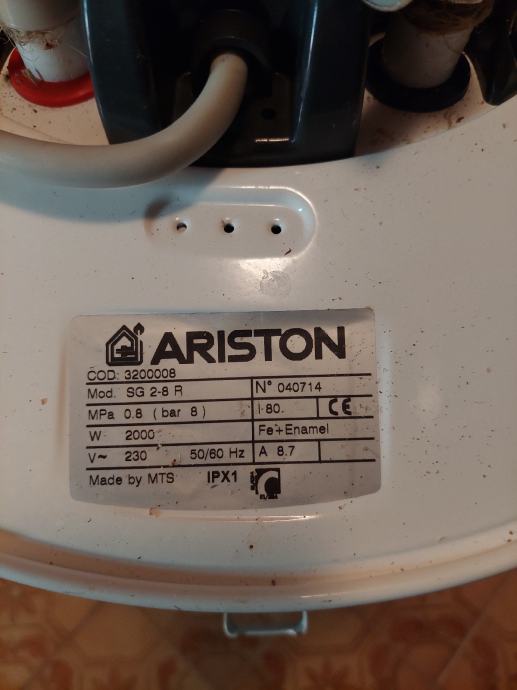 ARISTON
COD: 3200008
Mod. SG 2-8 R N° 040714
MPa 0.8 ( bar 8 ) l 80. CE
W 2000 Fe+Enamel
V~ 230 50/60 Hz A 8.7
Made by MTS IPX1